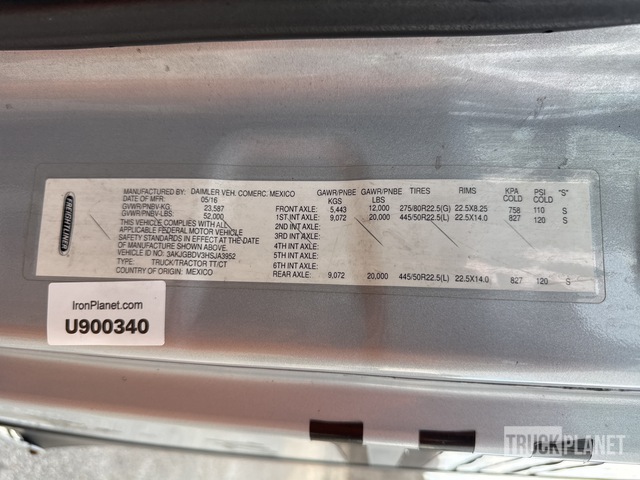 FREIGHTLINER
MANUFACTURED BY: DAIMLER VEH. COMERC. MEXICO
DATE OF MFR: 05/16
GVWR/PNBV-KG: 23,587
GVWR/PNBV-LBS: 52,000
THIS VEHICLE COMPLIES WITH ALL
APPLICABLE FEDERAL MOTOR VEHICLE
SAFETY STANDARDS IN EFFECT ON THE DATE
OF MANUFACTURE SHOWN ABOVE.
VEHICLE ID NO.: 3AKJGBDV3HSJA3952
TYPE: TRUCK/TRACTOR TT/CT
COUNTRY OF ORIGIN: MEXICO
GAWR/PNBE KGS GAWR/PNBE LBS TIRES RIMS KPA COLD PSI COLD "S"
FRONT AXLE: 5,443 12,000 275/80R22.5(G) 22.5X8.25 758 110 S
1ST INT AXLE: 9,072 20,000 445/50R22.5(L) 22.5X14.0 827 120 S
2ND INT AXLE:
3RD INT AXLE:
4TH INT AXLE:
5TH INT AXLE:
6TH INT AXLE:
REAR AXLE: 9,072 20,000 445/50R22.5(L) 22.5X14.0 827 120 S
IronPlanet.com
U900340
TRUCKPLANET